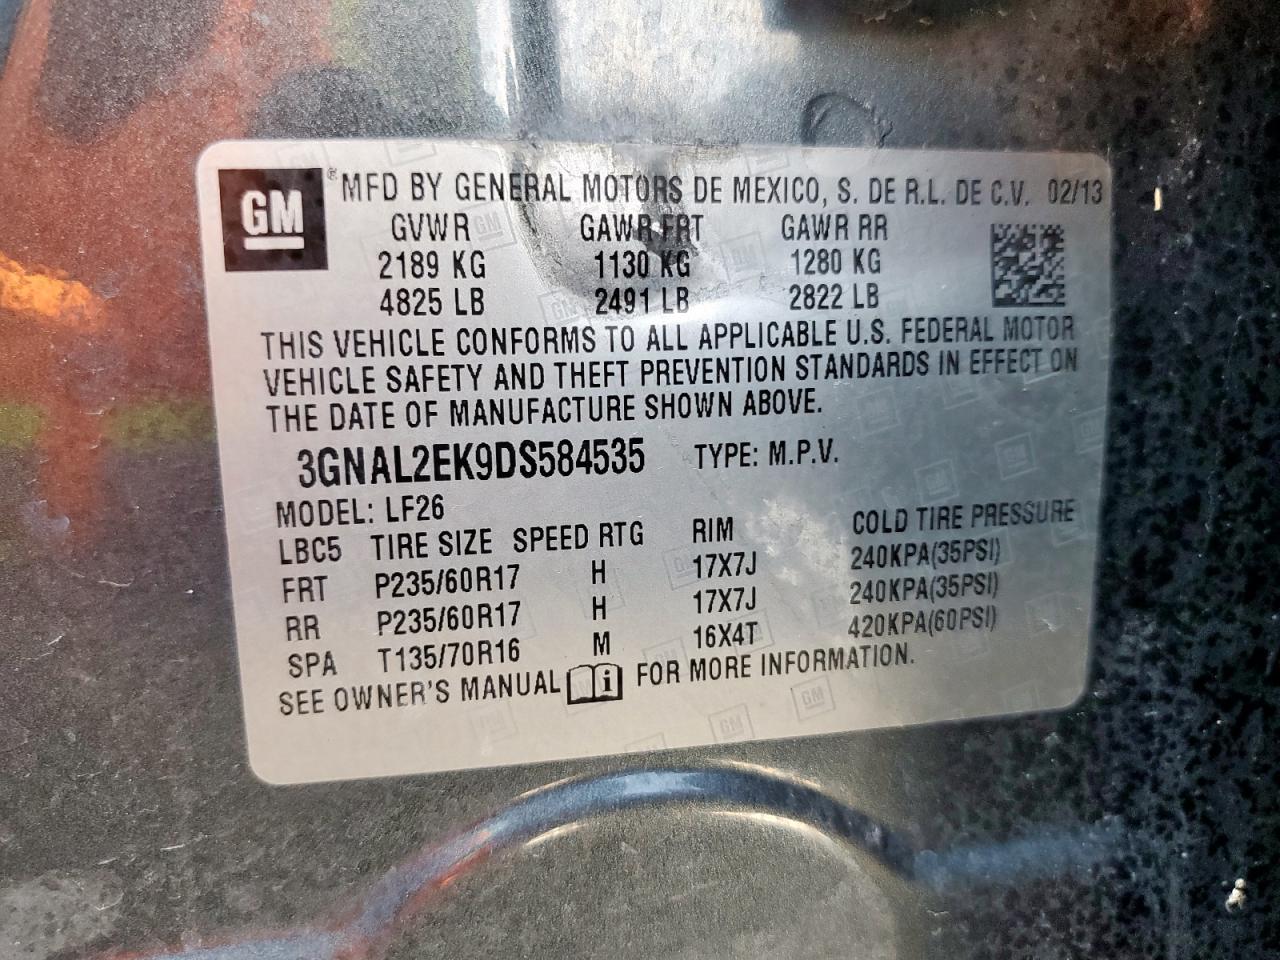 GM ® MFD BY GENERAL MOTORS DE MEXICO, S. DE R.L. DE C.V. 02/13
GVWR GAWR FRT GAWR RR
2189 KG 1130 KG 1280 KG
4825 LB 2491 LB 2822 LB
THIS VEHICLE CONFORMS TO ALL APPLICABLE U.S. FEDERAL MOTOR
VEHICLE SAFETY AND THEFT PREVENTION STANDARDS IN EFFECT ON
THE DATE OF MANUFACTURE SHOWN ABOVE.
3GNAL2EK9DS584535 TYPE: M.P.V.
MODEL: LF26
LBC5 TIRE SIZE SPEED RTG RIM COLD TIRE PRESSURE
FRT P235/60R17 H 17X7J 240KPA(35PSI)
RR P235/60R17 H 17X7J 240KPA(35PSI)
SPA T135/70R16 M 16X4T 420KPA(60PSI)
SEE OWNER'S MANUAL i FOR MORE INFORMATION.